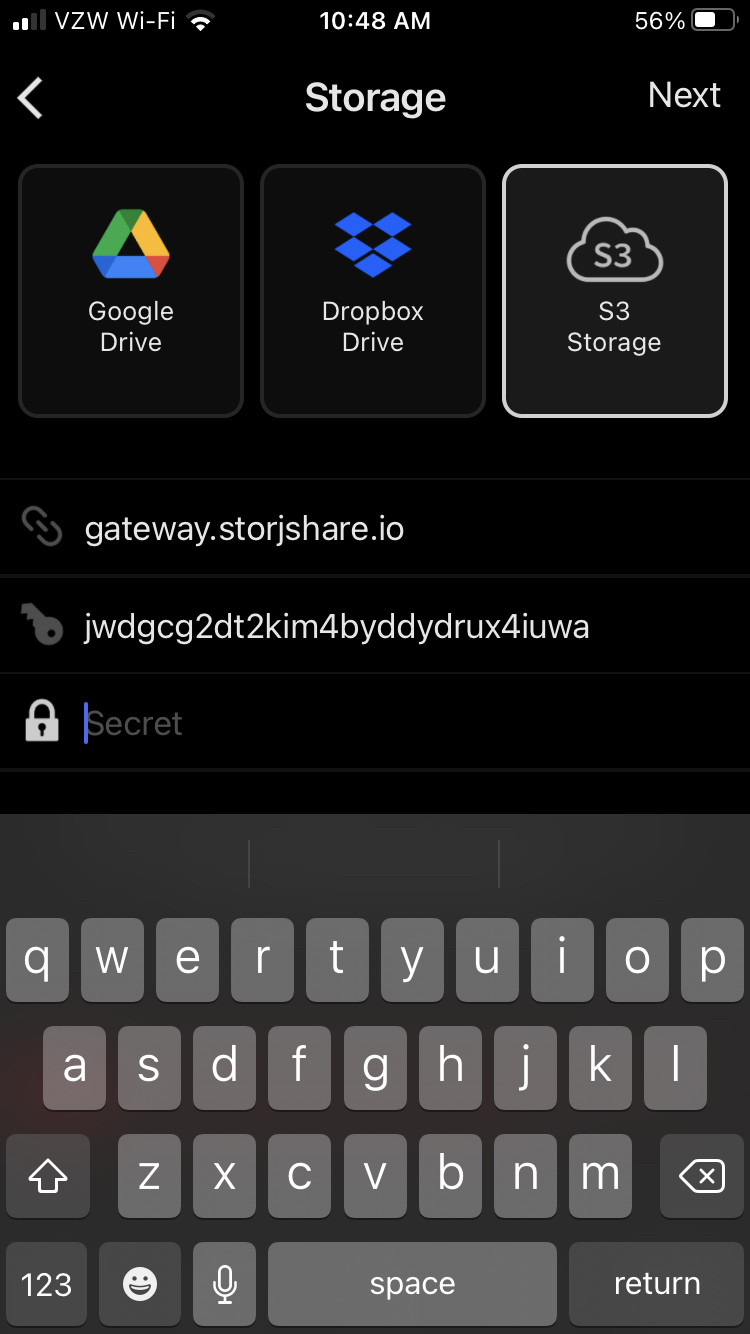 VZW Wi-Fi 10:48 AM 56%
Storage Next
Google Drive
Dropbox Drive
S3
S3 Storage
gateway.storjshare.io
jwdgcg2dt2kim4byddydrux4iuwa
Secret
q w e r t y u i o p
a s d f g h j k l
z x c v b n m
123 space return